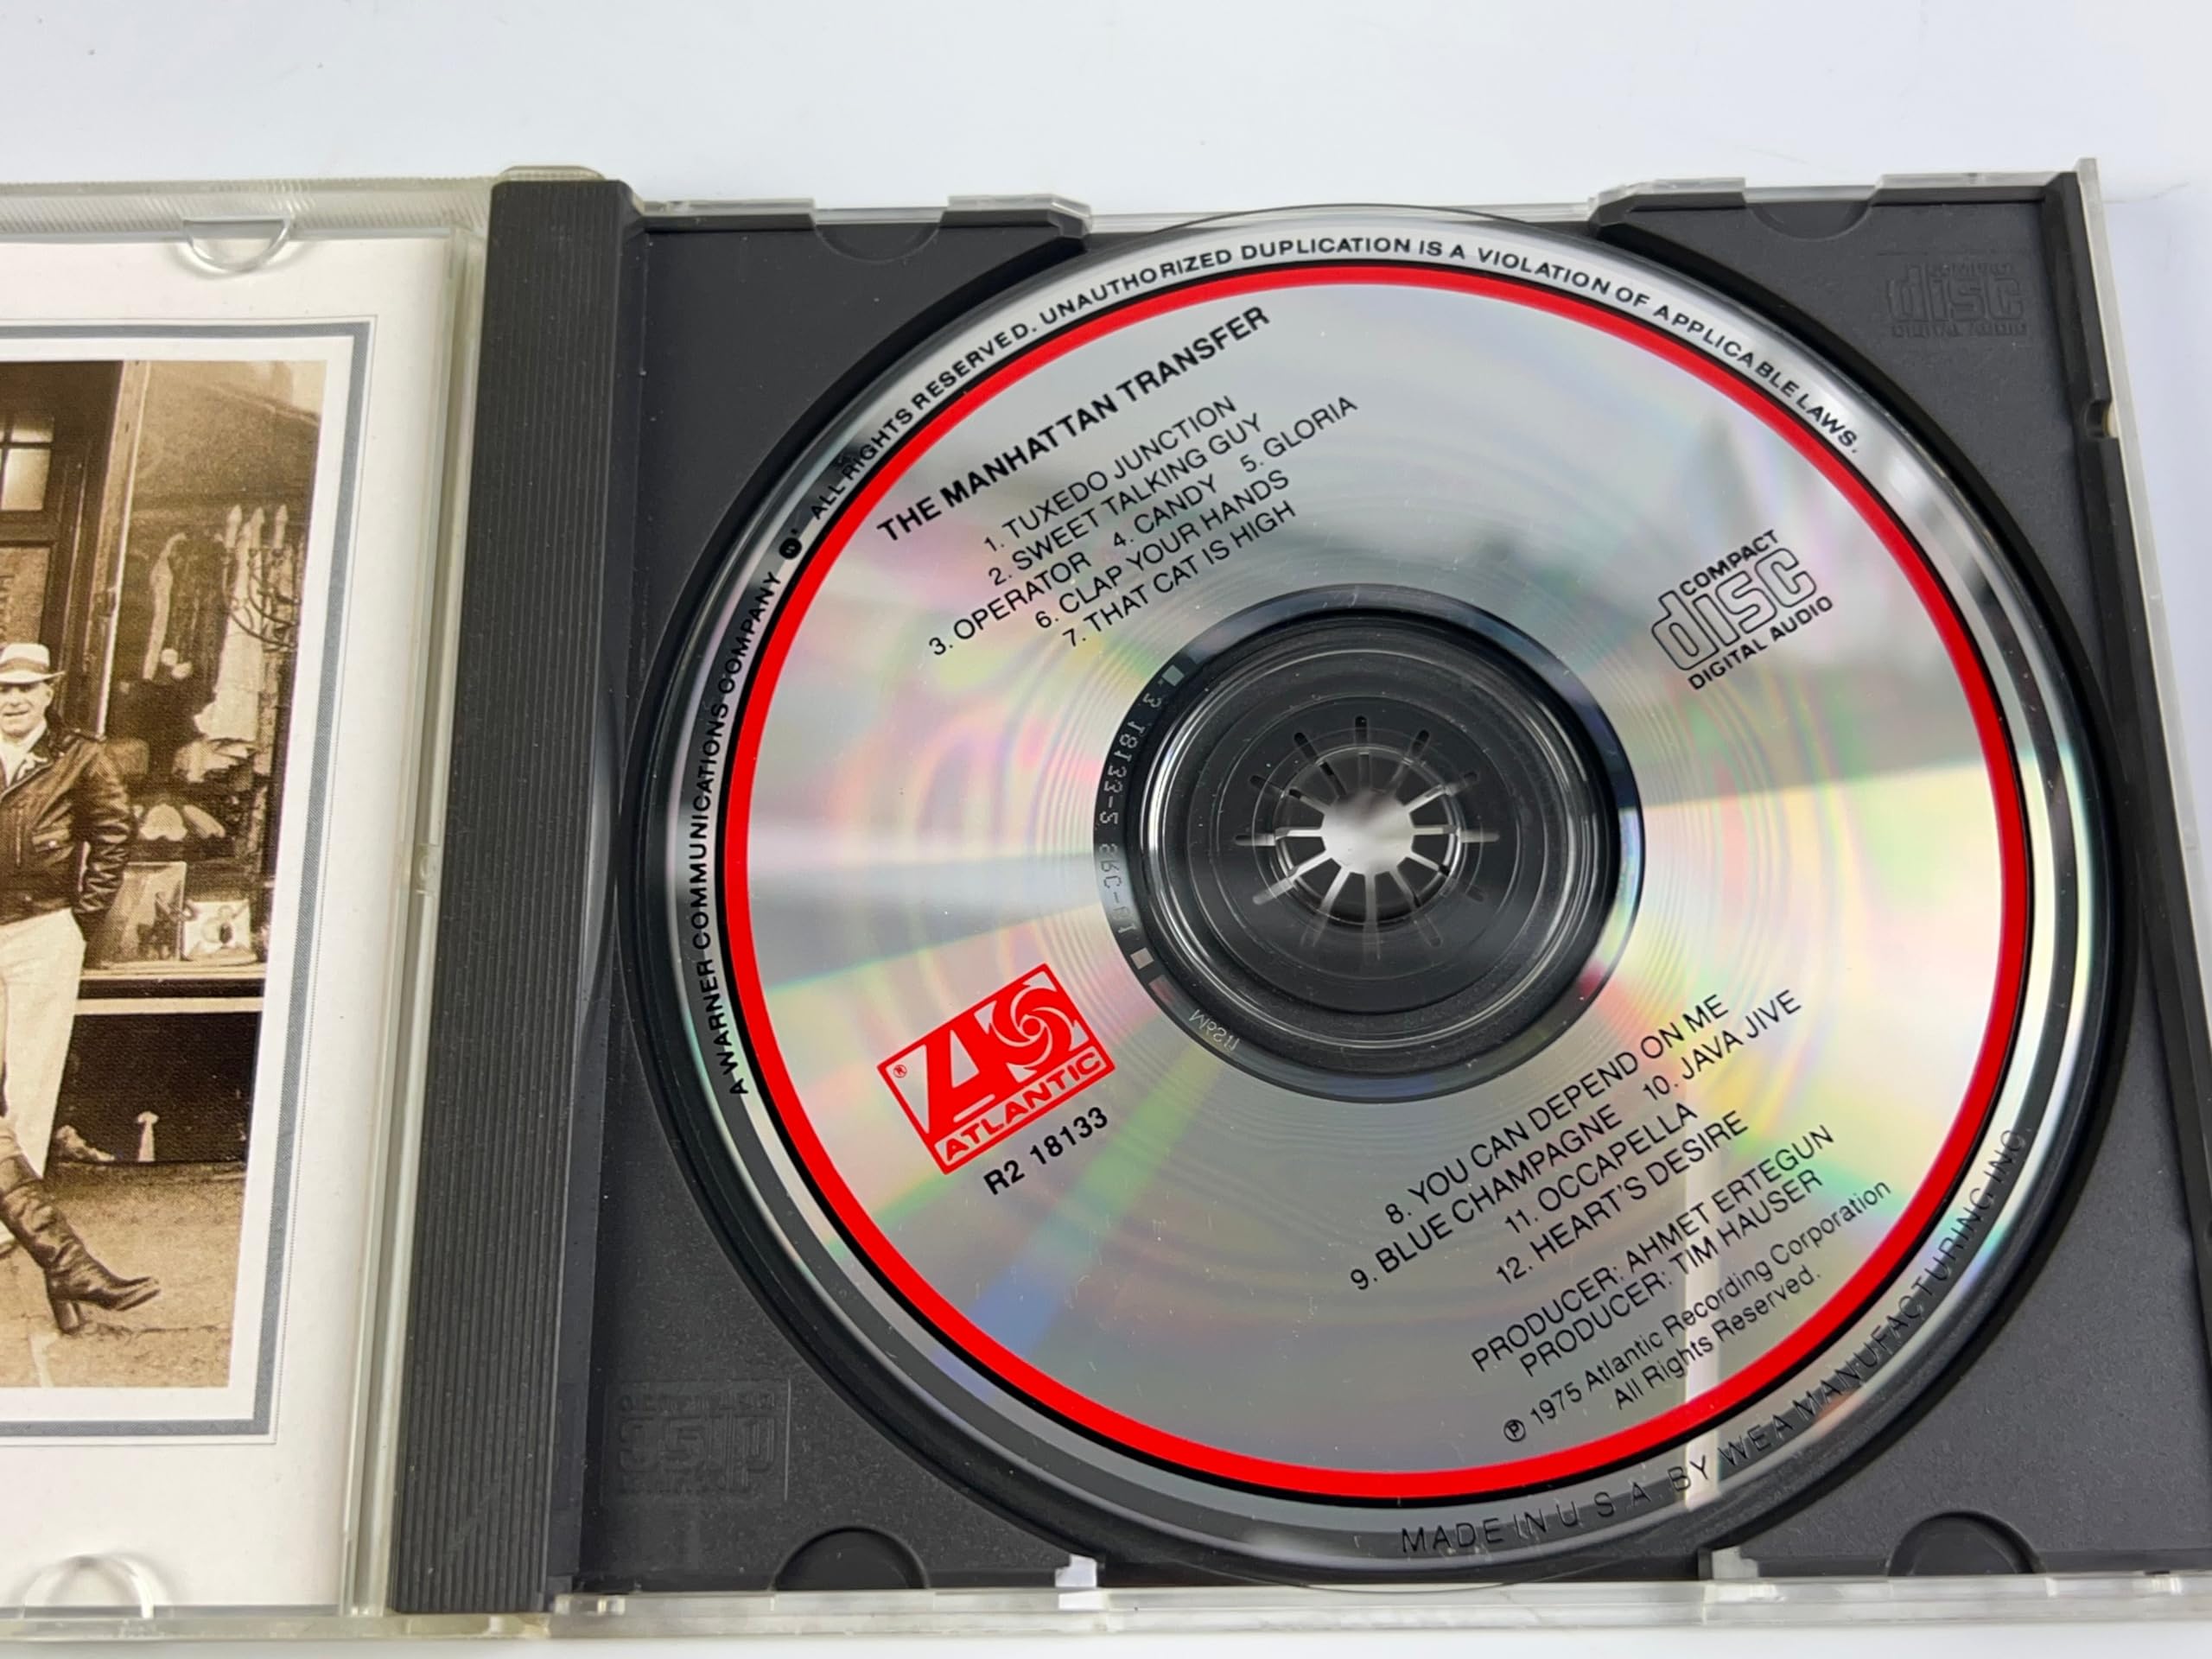 A WARNER COMMUNICATIONS COMPANY ALL RIGHTS RESERVED. UNAUTHORIZED DUPLICATION IS A VIOLATION OF APPLICABLE LAWS.
THE MANHATTAN TRANSFER
1. TUXEDO JUNCTION
2. SWEET TALKING GUY
3. OPERATOR 4. CANDY 5. GLORIA
6. CLAP YOUR HANDS
7. THAT CAT IS HIGH
COMPACT
disc
DIGITAL AUDIO
ATLANTIC
®
R2 18133
8. YOU CAN DEPEND ON ME
9. BLUE CHAMPAGNE 10. JAVA JIVE
11. OCCAPELLA
12. HEART'S DESIRE
PRODUCER: AHMET ERTEGUN
PRODUCER: TIM HAUSER
℗ 1975 Atlantic Recording Corporation
All Rights Reserved.
MADE IN U S A BY WEA MANUFACTURING INC
disc
DIGITAL AUDIO